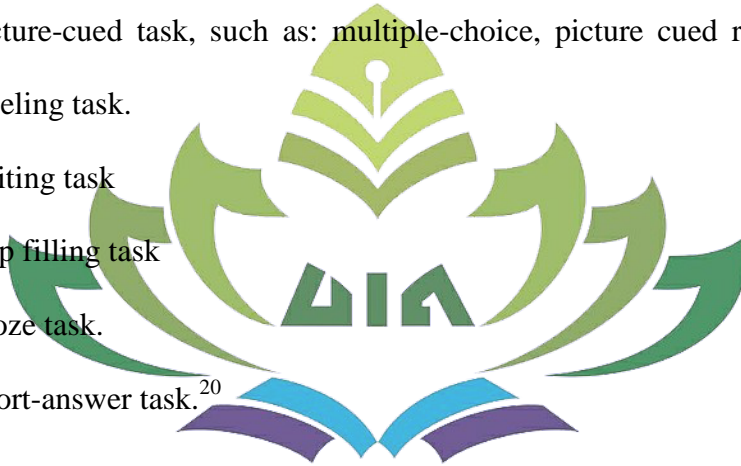 cture-cued task, such as: multiple-choice, picture cued r
eling task.
iting task
p filling task
UIN
oze task.
ort-answer task.20